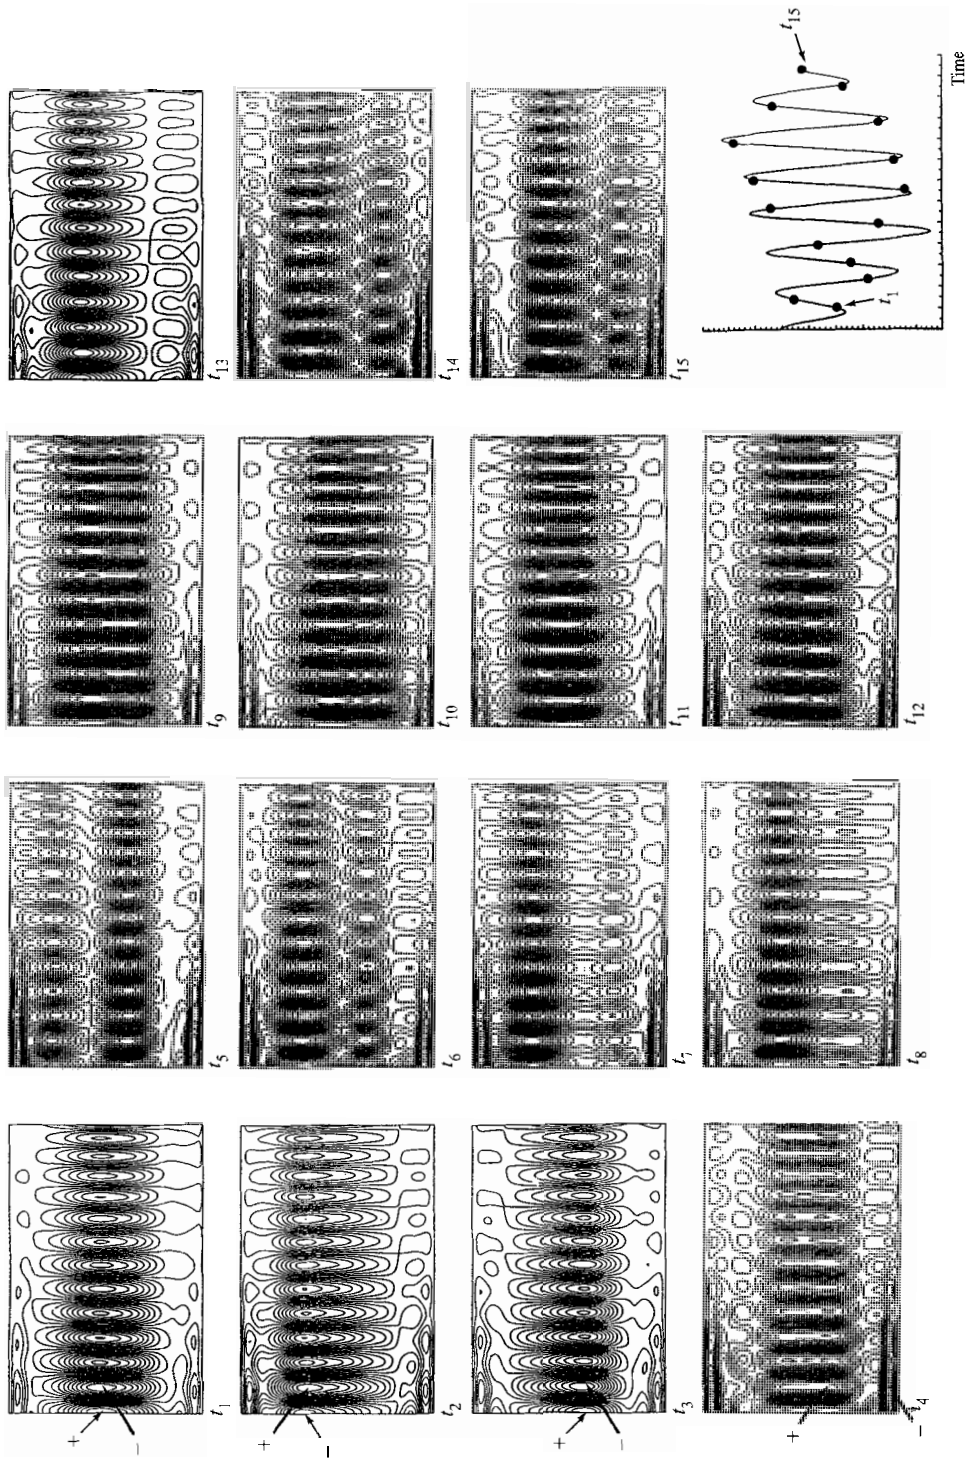 t₁
+
−
t₂
+
−
t₃
+
−
t₄
+
−
t₅
t₆
t₇
t₈
t₉
t₁₀
t₁₁
t₁₂
t₁₃
t₁₄
t₁₅
t₁
t₁₅
Time